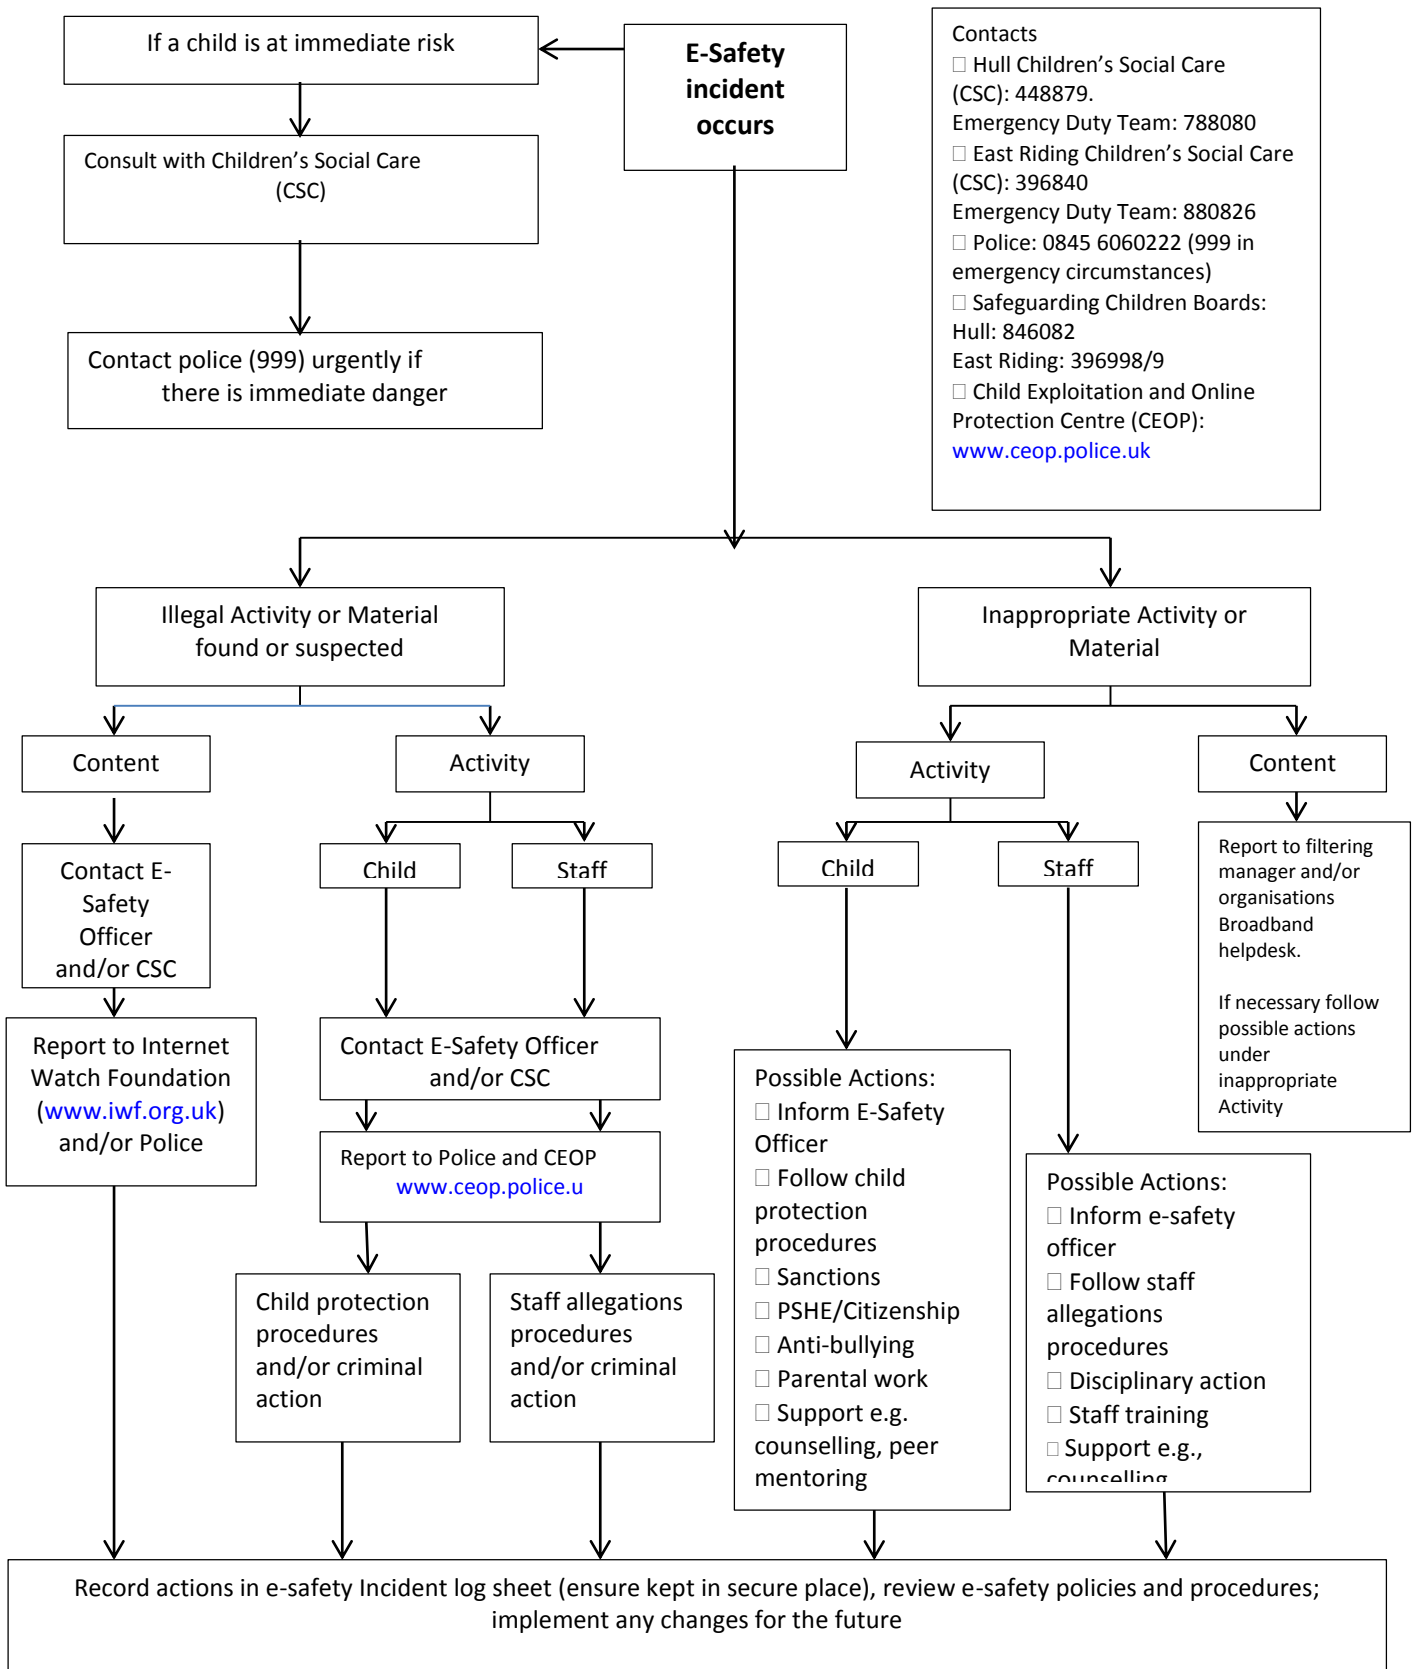 If a child is at immediate risk
E-Safety
incident
occurs
Contacts
□ Hull Children’s Social Care
(CSC): 448879.
Emergency Duty Team: 788080
□ East Riding Children’s Social Care
(CSC): 396840
Emergency Duty Team: 880826
□ Police: 0845 6060222 (999 in
emergency circumstances)
□ Safeguarding Children Boards:
Hull: 846082
East Riding: 396998/9
□ Child Exploitation and Online
Protection Centre (CEOP):
www.ceop.police.uk
Consult with Children’s Social Care
(CSC)
Contact police (999) urgently if
there is immediate danger
Illegal Activity or Material
found or suspected
Inappropriate Activity or
Material
Content
Activity
Activity
Content
Contact E-
Safety
Officer
and/or CSC
Child
Staff
Child
Staff
Report to filtering
manager and/or
organisations
Broadband
helpdesk.
If necessary follow
possible actions
under
inappropriate
Activity
Report to Internet
Watch Foundation
(www.iwf.org.uk)
and/or Police
Contact E-Safety Officer
and/or CSC
Report to Police and CEOP
www.ceop.police.u
Child protection
procedures
and/or criminal
action
Staff allegations
procedures
and/or criminal
action
Possible Actions:
□ Inform E-Safety
Officer
□ Follow child
protection
procedures
□ Sanctions
□ PSHE/Citizenship
□ Anti-bullying
□ Parental work
□ Support e.g.
counselling, peer
mentoring
Possible Actions:
□ Inform e-safety
officer
□ Follow staff
allegations
procedures
□ Disciplinary action
□ Staff training
□ Support e.g.,
counselling
Record actions in e-safety Incident log sheet (ensure kept in secure place), review e-safety policies and procedures;
implement any changes for the future